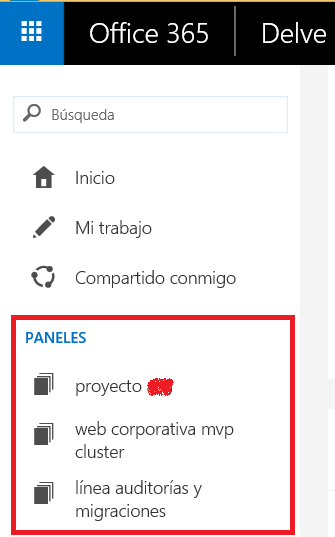 Office 365 Delve
Búsqueda
Inicio
Mi trabajo
Compartido conmigo
PANELES
proyecto
web corporativa mvp
cluster
línea auditorías y
migraciones